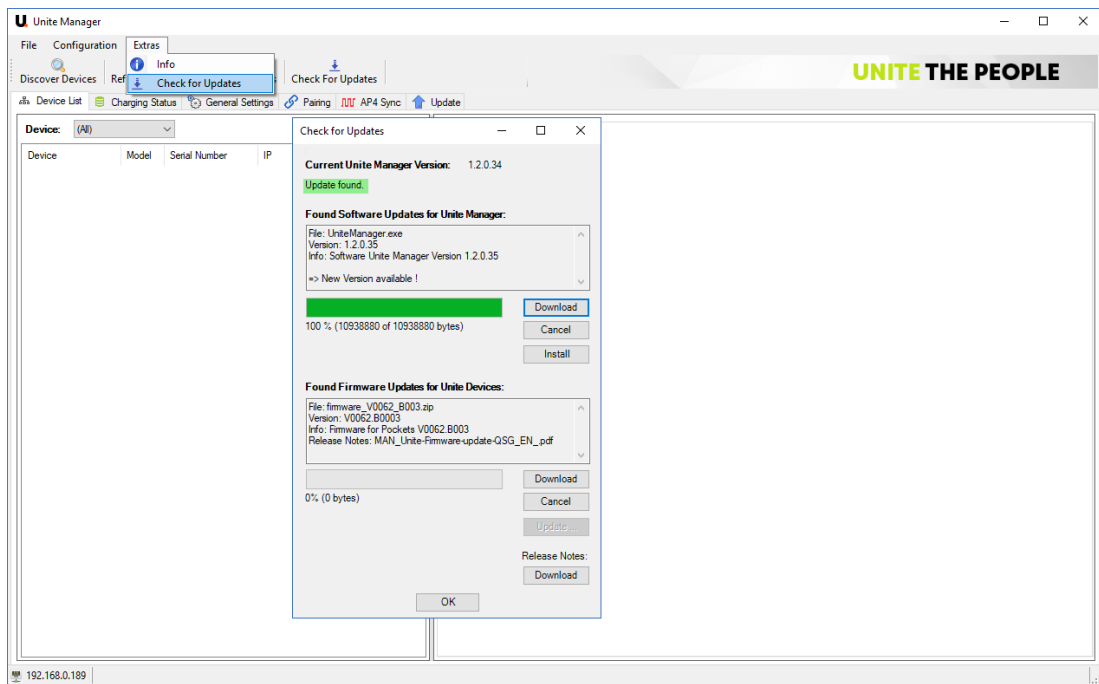 U. Unite Manager
File Configuration Extras
Info
Check for Updates
Discover Devices Ref
Check For Updates
UNITE THE PEOPLE
Device List Charging Status General Settings Pairing AP4 Sync Update
Device: (All)
Device Model Serial Number IP
Check for Updates
Current Unite Manager Version: 1.2.0.34
Update found.
Found Software Updates for Unite Manager:
File: UniteManager.exe
Version: 1.2.0.35
Info: Software Unite Manager Version 1.2.0.35
=> New Version available !
Download
100 % (10938880 of 10938880 bytes)
Cancel
Install
Found Firmware Updates for Unite Devices:
File: firmware_V0062_B003.zip
Version: V0062.B0003
Info: Firmware for Pockets V0062.B003
Release Notes: MAN_Unite-Firmware-update-QSG_EN_.pdf
Download
0% (0 bytes)
Cancel
Update ...
Release Notes:
Download
OK
192.168.0.189